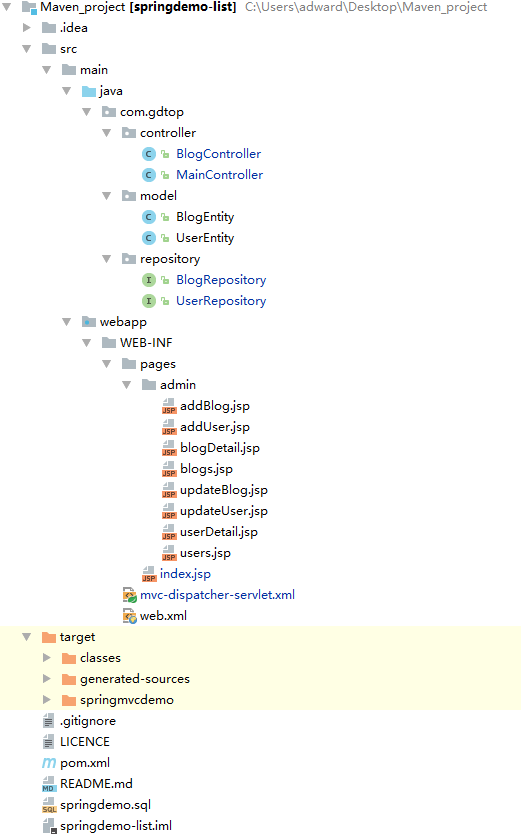 Maven_project [springdemo-list] C:\Users\adward\Desktop\Maven_project
.idea
src
main
java
com.gdtop
controller
C BlogController
C MainController
model
C BlogEntity
C UserEntity
repository
I BlogRepository
I UserRepository
webapp
WEB-INF
pages
admin
JSP addBlog.jsp
JSP addUser.jsp
JSP blogDetail.jsp
JSP blogs.jsp
JSP updateBlog.jsp
JSP updateUser.jsp
JSP userDetail.jsp
JSP users.jsp
JSP index.jsp
mvc-dispatcher-servlet.xml
web.xml
target
classes
generated-sources
springmvcdemo
.gitignore
LICENCE
m pom.xml
MD README.md
SQL springdemo.sql
springdemo-list.iml